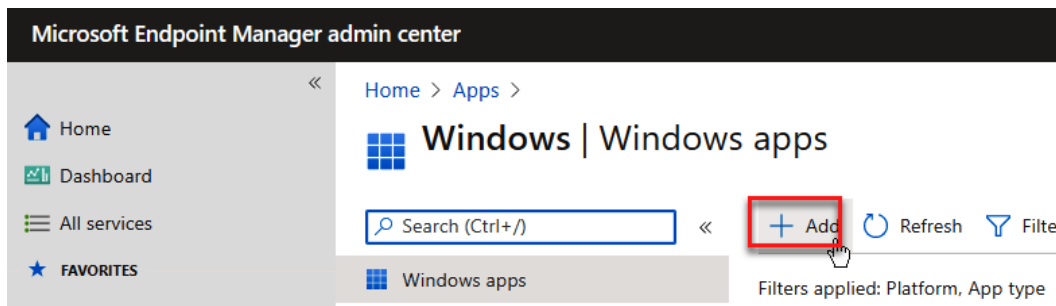 Microsoft Endpoint Manager admin center
«
Home > Apps >
Home
Windows | Windows apps
Dashboard
All services
Search (Ctrl+/)
«
+ Add
Refresh
Filte
FAVORITES
Windows apps
Filters applied: Platform, App type